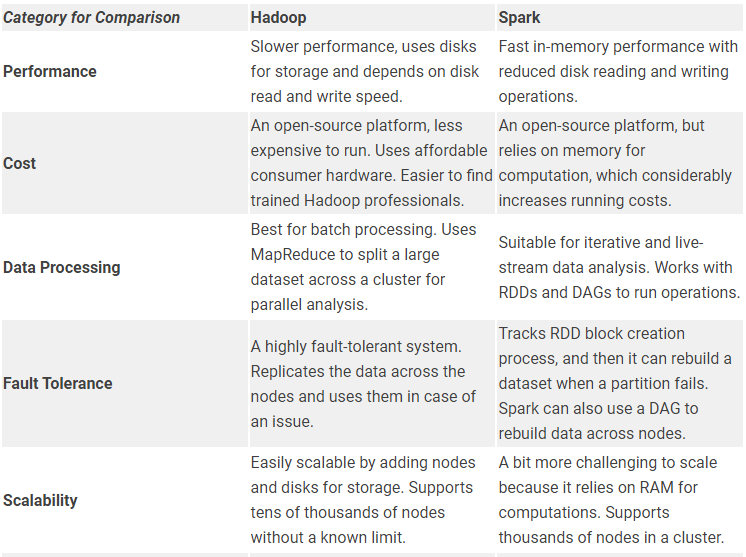 Category for Comparison Hadoop Spark
Performance
Slower performance, uses disks
for storage and depends on disk
read and write speed.
Fast in-memory performance with
reduced disk reading and writing
operations.
Cost
An open-source platform, less
expensive to run. Uses affordable
consumer hardware. Easier to find
trained Hadoop professionals.
An open-source platform, but
relies on memory for
computation, which considerably
increases running costs.
Data Processing
Best for batch processing. Uses
MapReduce to split a large
dataset across a cluster for
parallel analysis.
Suitable for iterative and live-
stream data analysis. Works with
RDDs and DAGs to run operations.
Fault Tolerance
A highly fault-tolerant system.
Replicates the data across the
nodes and uses them in case of
an issue.
Tracks RDD block creation
process, and then it can rebuild a
dataset when a partition fails.
Spark can also use a DAG to
rebuild data across nodes.
Scalability
Easily scalable by adding nodes
and disks for storage. Supports
tens of thousands of nodes
without a known limit.
A bit more challenging to scale
because it relies on RAM for
computations. Supports
thousands of nodes in a cluster.